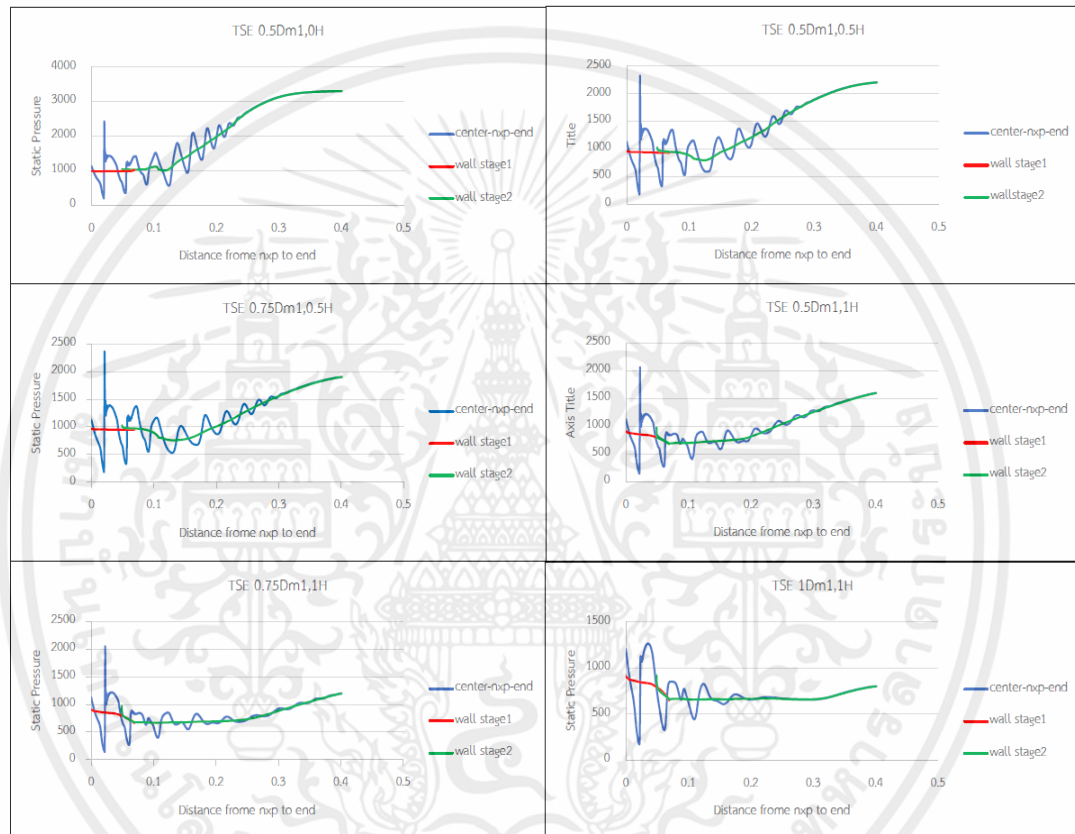 TSE 0.5Dm1,0H
Static Pressure
4000
3000
2000
1000
0
0 0.1 0.2 0.3 0.4 0.5
Distance frome nxp to end
center-nxp-end
wall stage1
wall stage2
TSE 0.5Dm1,0.5H
Title
2500
2000
1500
1000
500
0
0 0.1 0.2 0.3 0.4 0.5
Distance frome nxp to end
center-nxp-end
wall stage1
wallstage2
TSE 0.75Dm1,0.5H
Static Pressure
2500
2000
1500
1000
500
0
0 0.1 0.2 0.3 0.4 0.5
Distance frome nxp to end
center-nxp-end
wall stage1
wall stage2
TSE 0.5Dm1,1H
Axis Title
2500
2000
1500
1000
500
0
0 0.1 0.2 0.3 0.4 0.5
Distance frome nxp to end
center-nxp-end
wall stage1
wall stage2
TSE 0.75Dm1,1H
Static Pressure
2500
2000
1500
1000
500
0
0 0.1 0.2 0.3 0.4 0.5
Distance frome nxp to end
center-nxp-end
wall stage1
wall stage2
TSE 1Dm1,1H
Static Pressure
1500
1000
500
0
0 0.1 0.2 0.3 0.4 0.5
Distance frome nxp to end
center-nxp-end
wall stage1
wall stage2